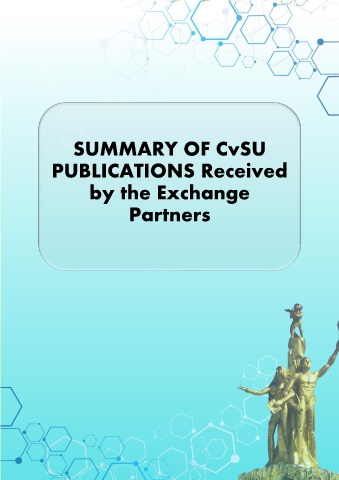 SUMMARY OF CvSU
PUBLICATIONS Received
by the Exchange
Partners